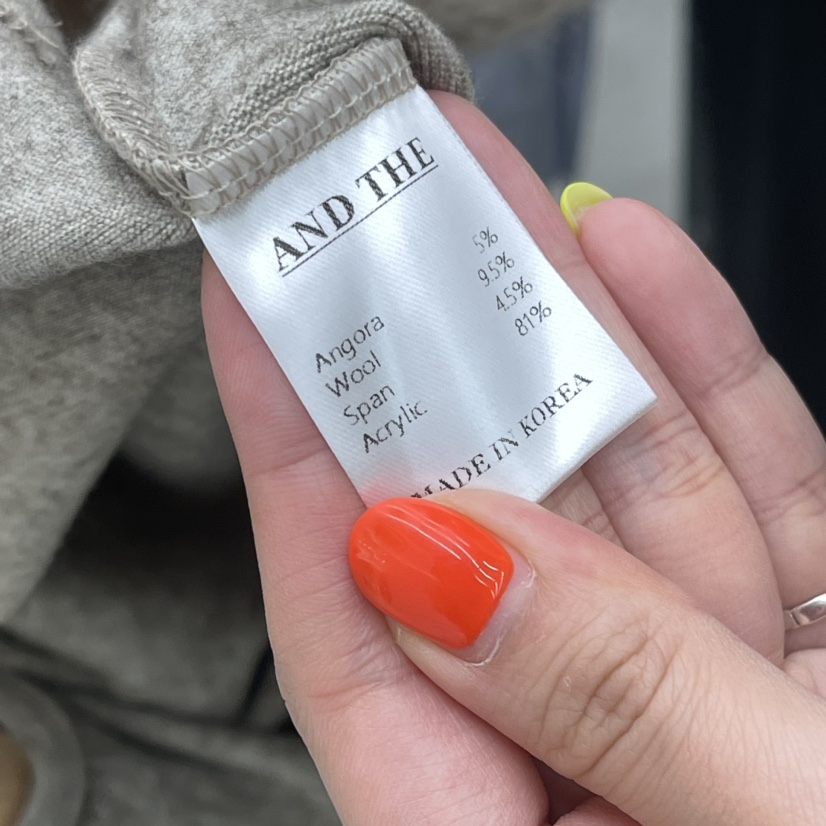 AND THE
Angora 5%
Wool 9.5%
Span 4.5%
Acrylic 81%
MADE IN KOREA